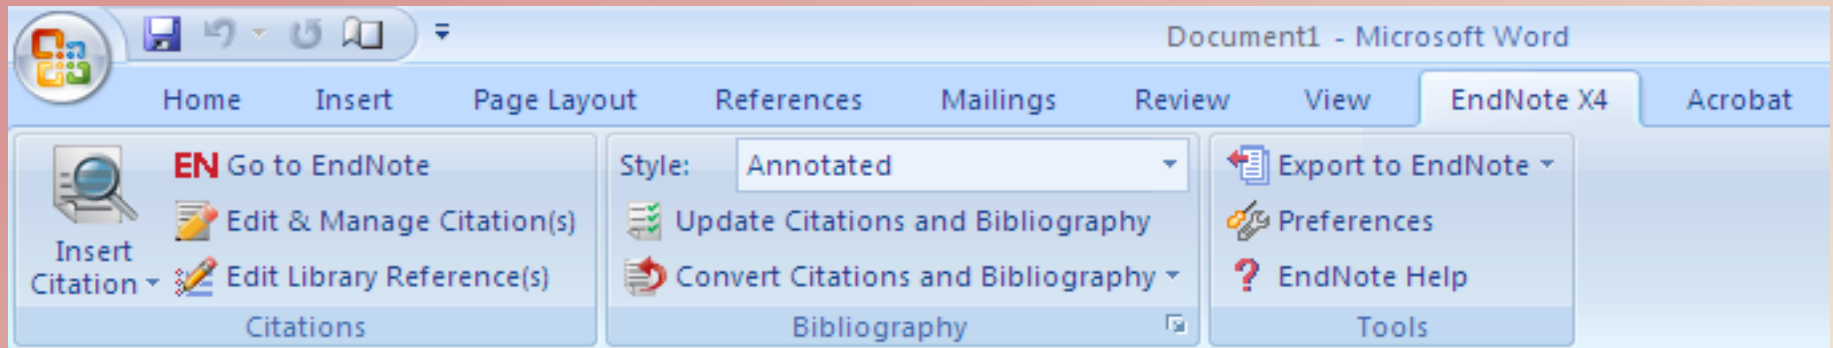 Document1 - Microsoft Word
Home Insert Page Layout References Mailings Review View EndNote X4 Acrobat
Insert
Citation
EN Go to EndNote
Edit & Manage Citation(s)
Edit Library Reference(s)
Citations
Style: Annotated
Update Citations and Bibliography
Convert Citations and Bibliography
Bibliography
Export to EndNote
Preferences
? EndNote Help
Tools